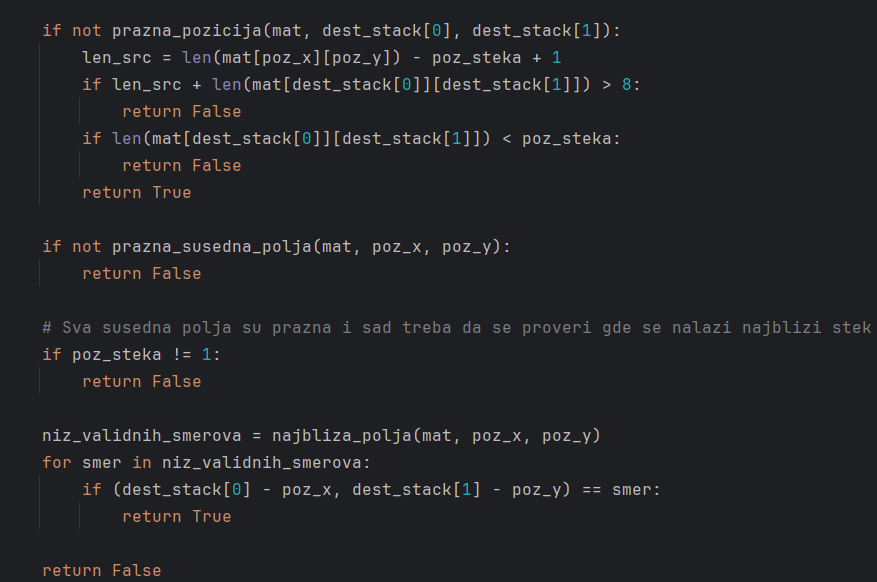 if not prazna_pozicija(mat, dest_stack[0], dest_stack[1]):
    len_src = len(mat[poz_x][poz_y]) - poz_steka + 1
    if len_src + len(mat[dest_stack[0]][dest_stack[1]]) > 8:
        return False
    if len(mat[dest_stack[0]][dest_stack[1]]) < poz_steka:
        return False
    return True

if not prazna_susedna_polja(mat, poz_x, poz_y):
    return False

# Sva susedna polja su prazna i sad treba da se proveri gde se nalazi najblizi stek
if poz_steka != 1:
    return False

niz_validnih_smerova = najbliza_polja(mat, poz_x, poz_y)
for smer in niz_validnih_smerova:
    if (dest_stack[0] - poz_x, dest_stack[1] - poz_y) == smer:
        return True

return False